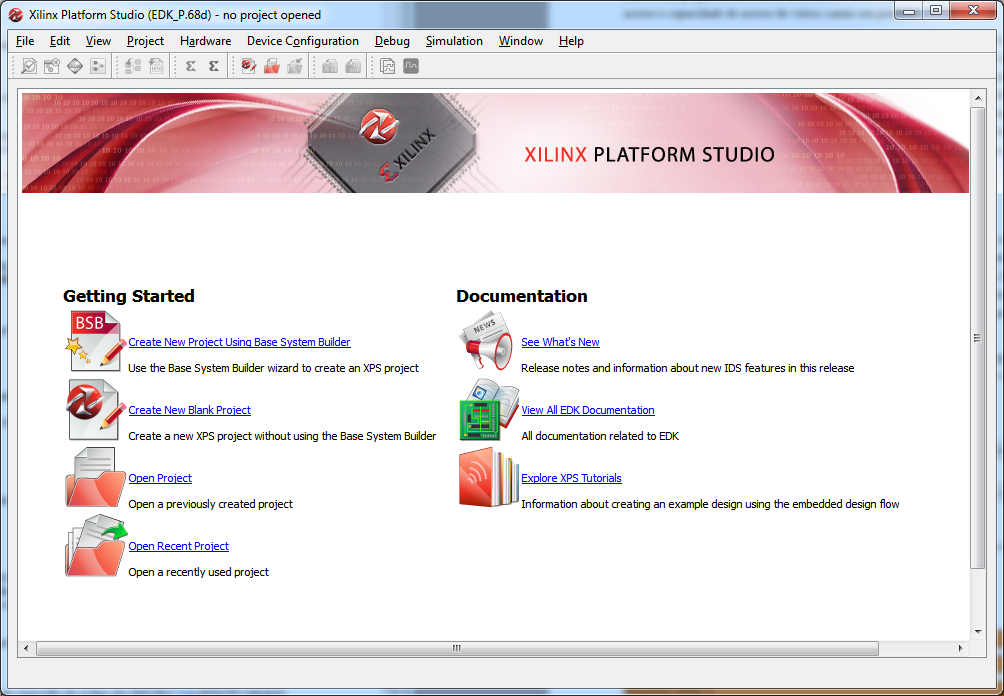 Xilinx Platform Studio (EDK_P.68d) - no project opened
File Edit View Project Hardware Device Configuration Debug Simulation Window Help
XILINX
XILINX PLATFORM STUDIO
Getting Started
BSB
Create New Project Using Base System Builder
Use the Base System Builder wizard to create an XPS project
Create New Blank Project
Create a new XPS project without using the Base System Builder
Open Project
Open a previously created project
Open Recent Project
Open a recently used project
Documentation
NEWS
See What's New
Release notes and information about new IDS features in this release
View All EDK Documentation
All documentation related to EDK
Explore XPS Tutorials
Information about creating an example design using the embedded design flow